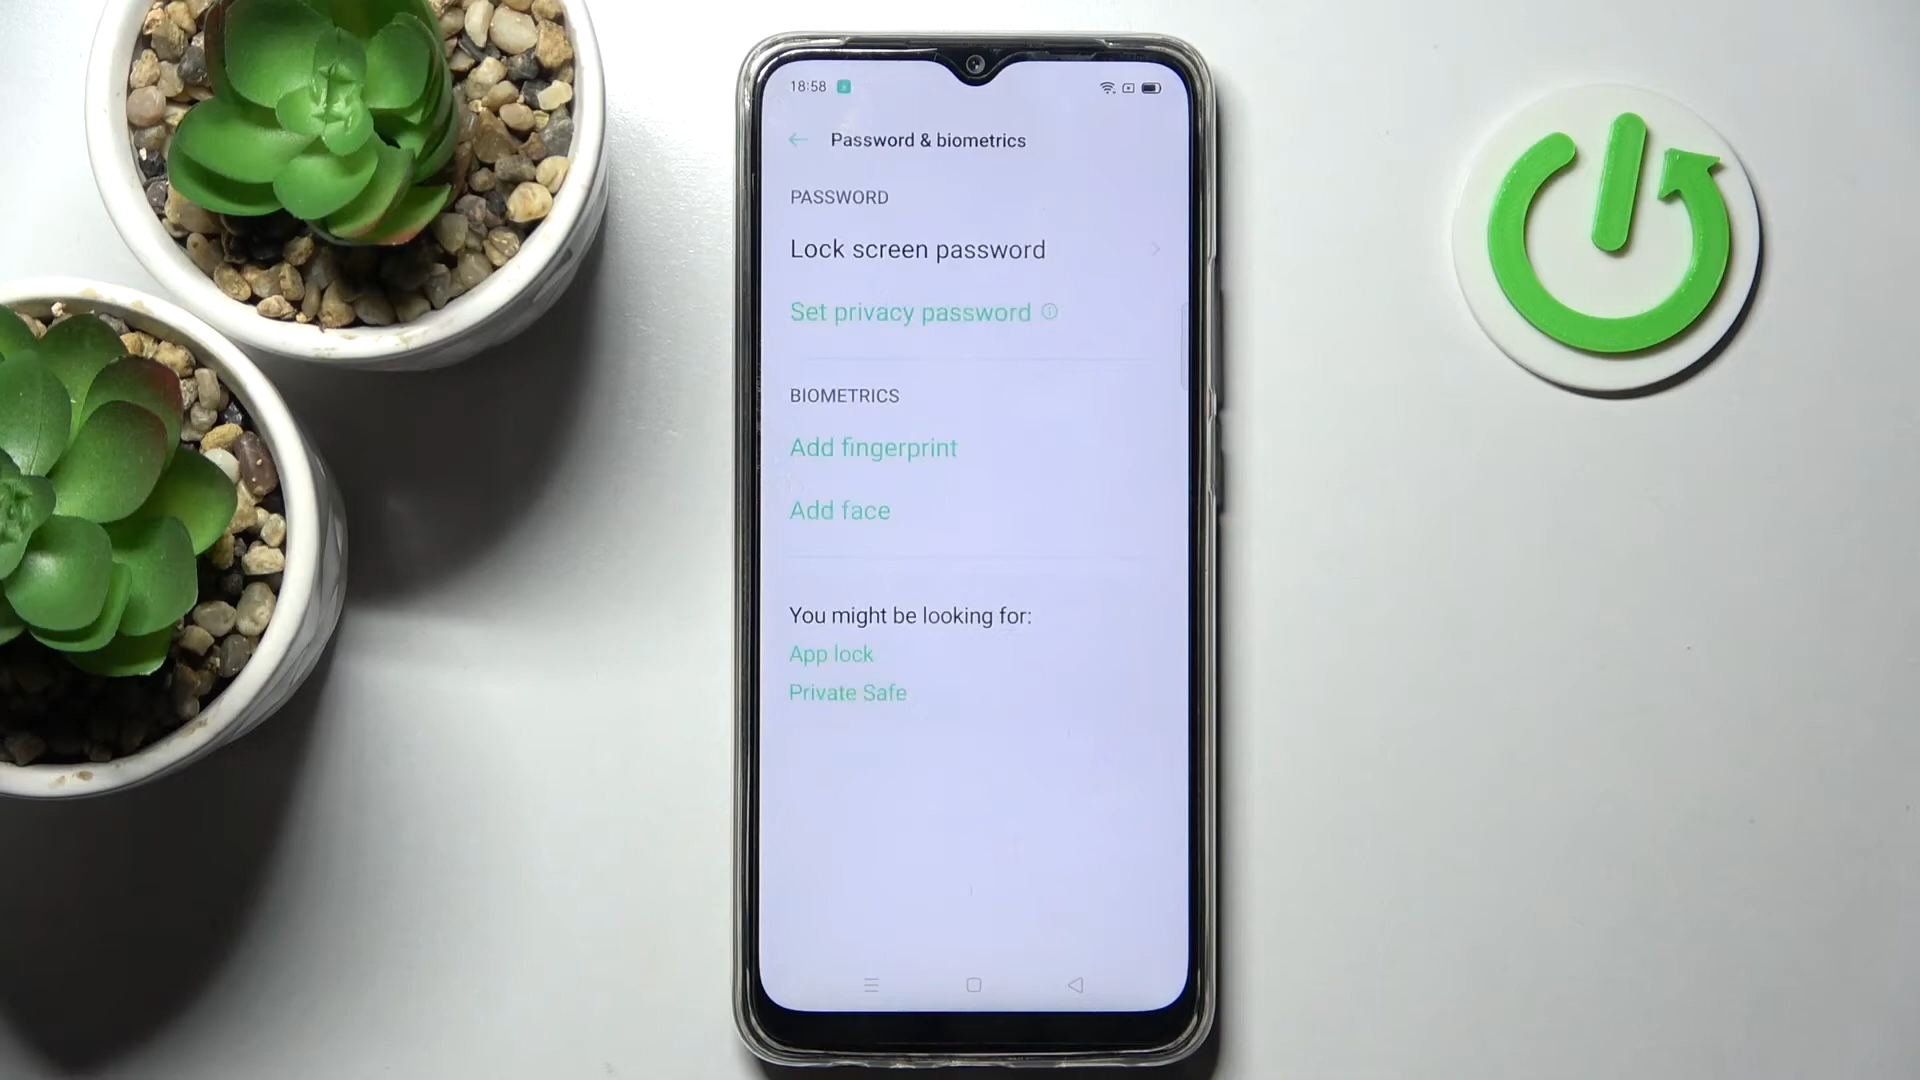 18:58
Password & biometrics
PASSWORD
Lock screen password
Set privacy password
BIOMETRICS
Add fingerprint
Add face
You might be looking for:
App lock
Private Safe